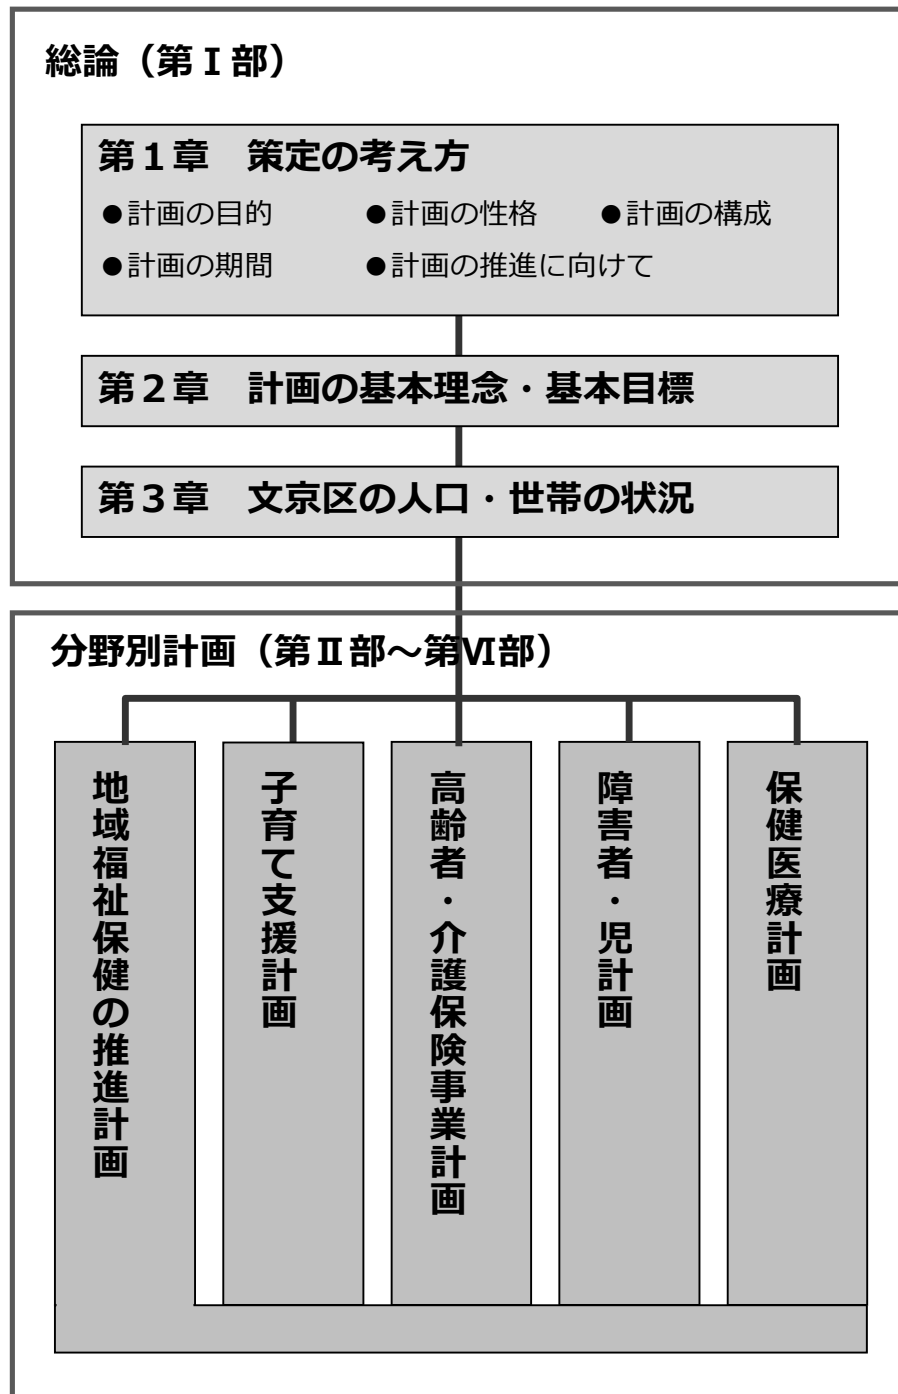 総論（第Ⅰ部）
第１章　策定の考え方
●計画の目的　●計画の性格　●計画の構成
●計画の期間　●計画の推進に向けて
第２章　計画の基本理念・基本目標
第３章　文京区の人口・世帯の状況
分野別計画（第Ⅱ部～第Ⅵ部）
地域福祉保健の推進計画
子育て支援計画
高齢者・介護保険事業計画
障害者・児計画
保健医療計画